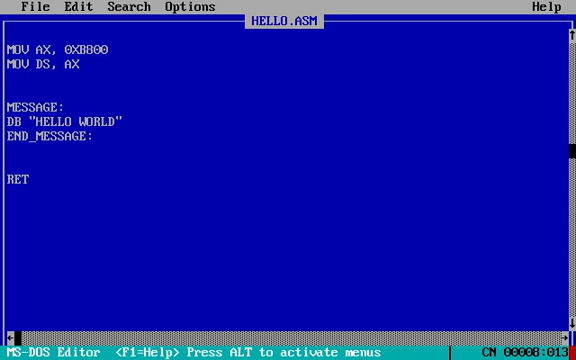 File Edit Search Options Help
HELLO.ASM
MOV AX, 0XB800
MOV DS, AX
MESSAGE:
DB "HELLO WORLD"
END_MESSAGE:
RET
MS-DOS Editor <F1=Help> Press ALT to activate menus CN 00008:013